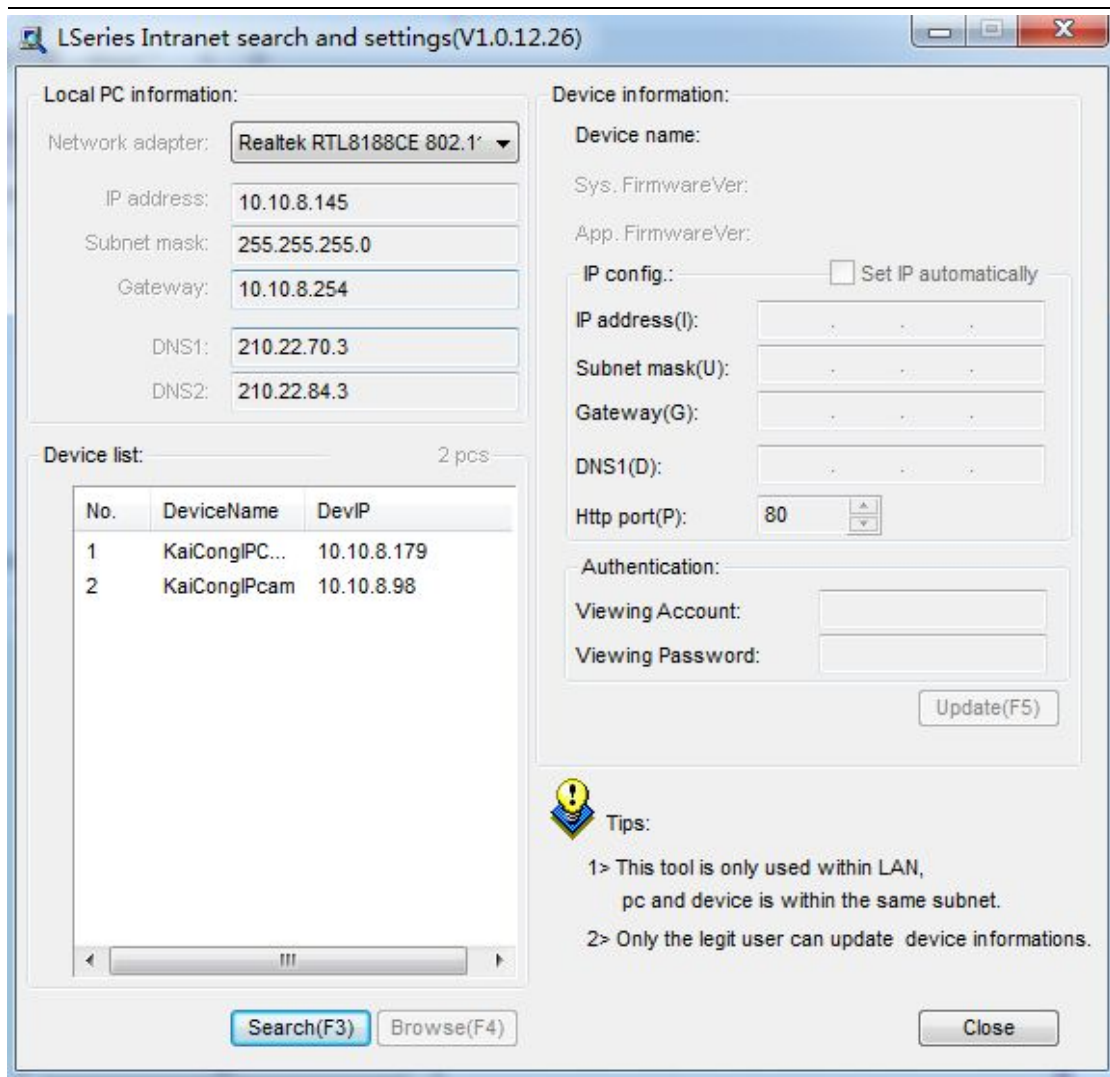 LSeries Intranet search and settings(V1.0.12.26)
Local PC information:
Network adapter: Realtek RTL8188CE 802.1
IP address: 10.10.8.145
Subnet mask: 255.255.255.0
Gateway: 10.10.8.254
DNS1: 210.22.70.3
DNS2: 210.22.84.3
Device list: 2 pcs
No. DeviceName DevIP
1 KaiCongIPC... 10.10.8.179
2 KaiCongIPcam 10.10.8.98
Search(F3) Browse(F4)
Device information:
Device name:
Sys. FirmwareVer:
App. FirmwareVer:
IP config.: Set IP automatically
IP address(I): . . .
Subnet mask(U): . . .
Gateway(G): . . .
DNS1(D): . . .
Http port(P): 80
Authentication:
Viewing Account:
Viewing Password:
Update(F5)
Tips:
1> This tool is only used within LAN,
pc and device is within the same subnet.
2> Only the legit user can update device informations.
Close